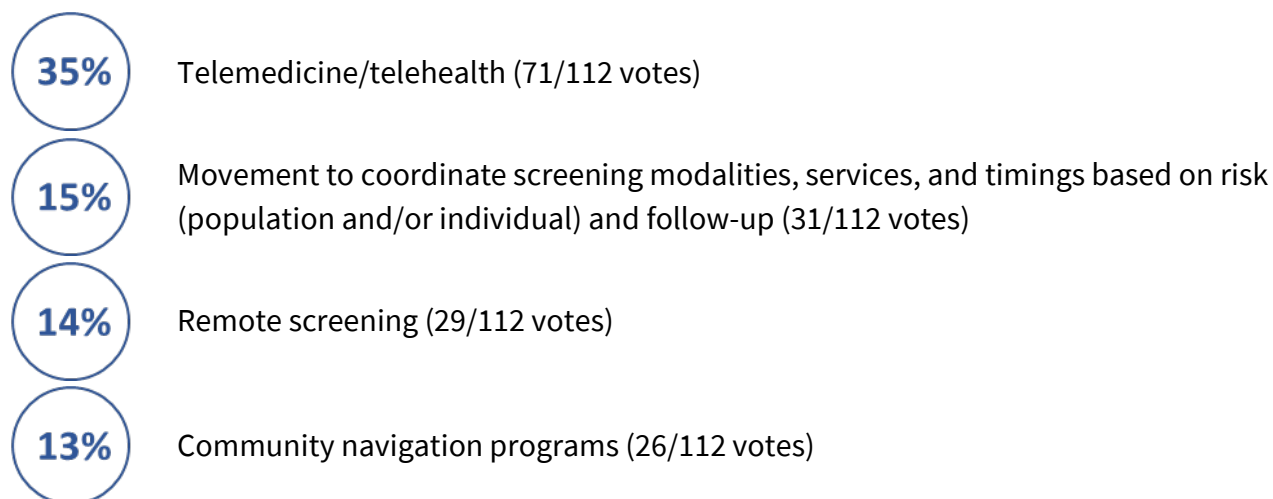 35%
Telemedicine/telehealth (71/112 votes)
15%
Movement to coordinate screening modalities, services, and timings based on risk
(population and/or individual) and follow-up (31/112 votes)
14%
Remote screening (29/112 votes)
13%
Community navigation programs (26/112 votes)